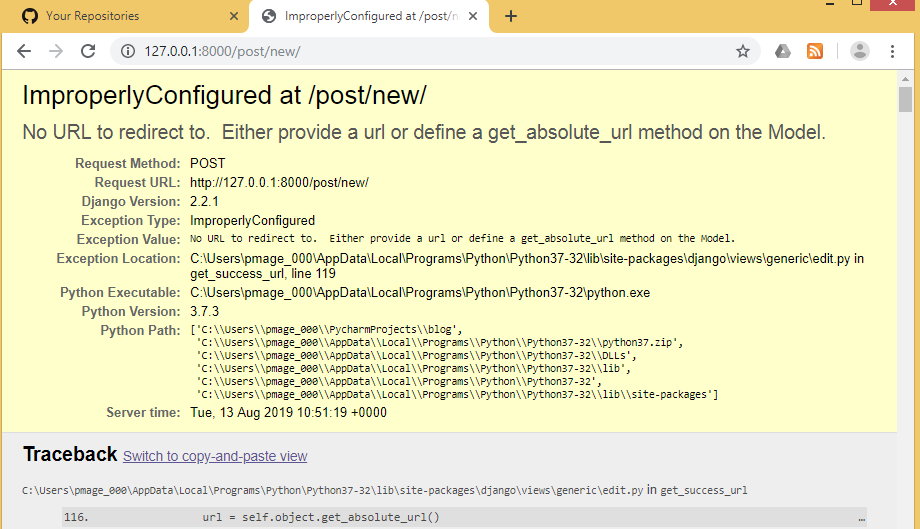 Your Repositories
ImproperlyConfigured at /post/n
127.0.0.1:8000/post/new/
ImproperlyConfigured at /post/new/
No URL to redirect to.  Either provide a url or define a get_absolute_url method on the Model.
Request Method: POST
Request URL: http://127.0.0.1:8000/post/new/
Django Version: 2.2.1
Exception Type: ImproperlyConfigured
Exception Value: No URL to redirect to.  Either provide a url or define a get_absolute_url method on the Model.
Exception Location: C:\Users\pmage_000\AppData\Local\Programs\Python\Python37-32\lib\site-packages\django\views\generic\edit.py in
get_success_url, line 119
Python Executable: C:\Users\pmage_000\AppData\Local\Programs\Python\Python37-32\python.exe
Python Version: 3.7.3
Python Path: ['C:\\Users\\pmage_000\\PycharmProjects\\blog',
'C:\\Users\\pmage_000\\AppData\\Local\\Programs\\Python\\Python37-32\\python37.zip',
'C:\\Users\\pmage_000\\AppData\\Local\\Programs\\Python\\Python37-32\\DLLs',
'C:\\Users\\pmage_000\\AppData\\Local\\Programs\\Python\\Python37-32\\lib',
'C:\\Users\\pmage_000\\AppData\\Local\\Programs\\Python\\Python37-32',
'C:\\Users\\pmage_000\\AppData\\Local\\Programs\\Python\\Python37-32\\lib\\site-packages']
Server time: Tue, 13 Aug 2019 10:51:19 +0000
Traceback Switch to copy-and-paste view
C:\Users\pmage_000\AppData\Local\Programs\Python\Python37-32\lib\site-packages\django\views\generic\edit.py in get_success_url
116. url = self.object.get_absolute_url() …